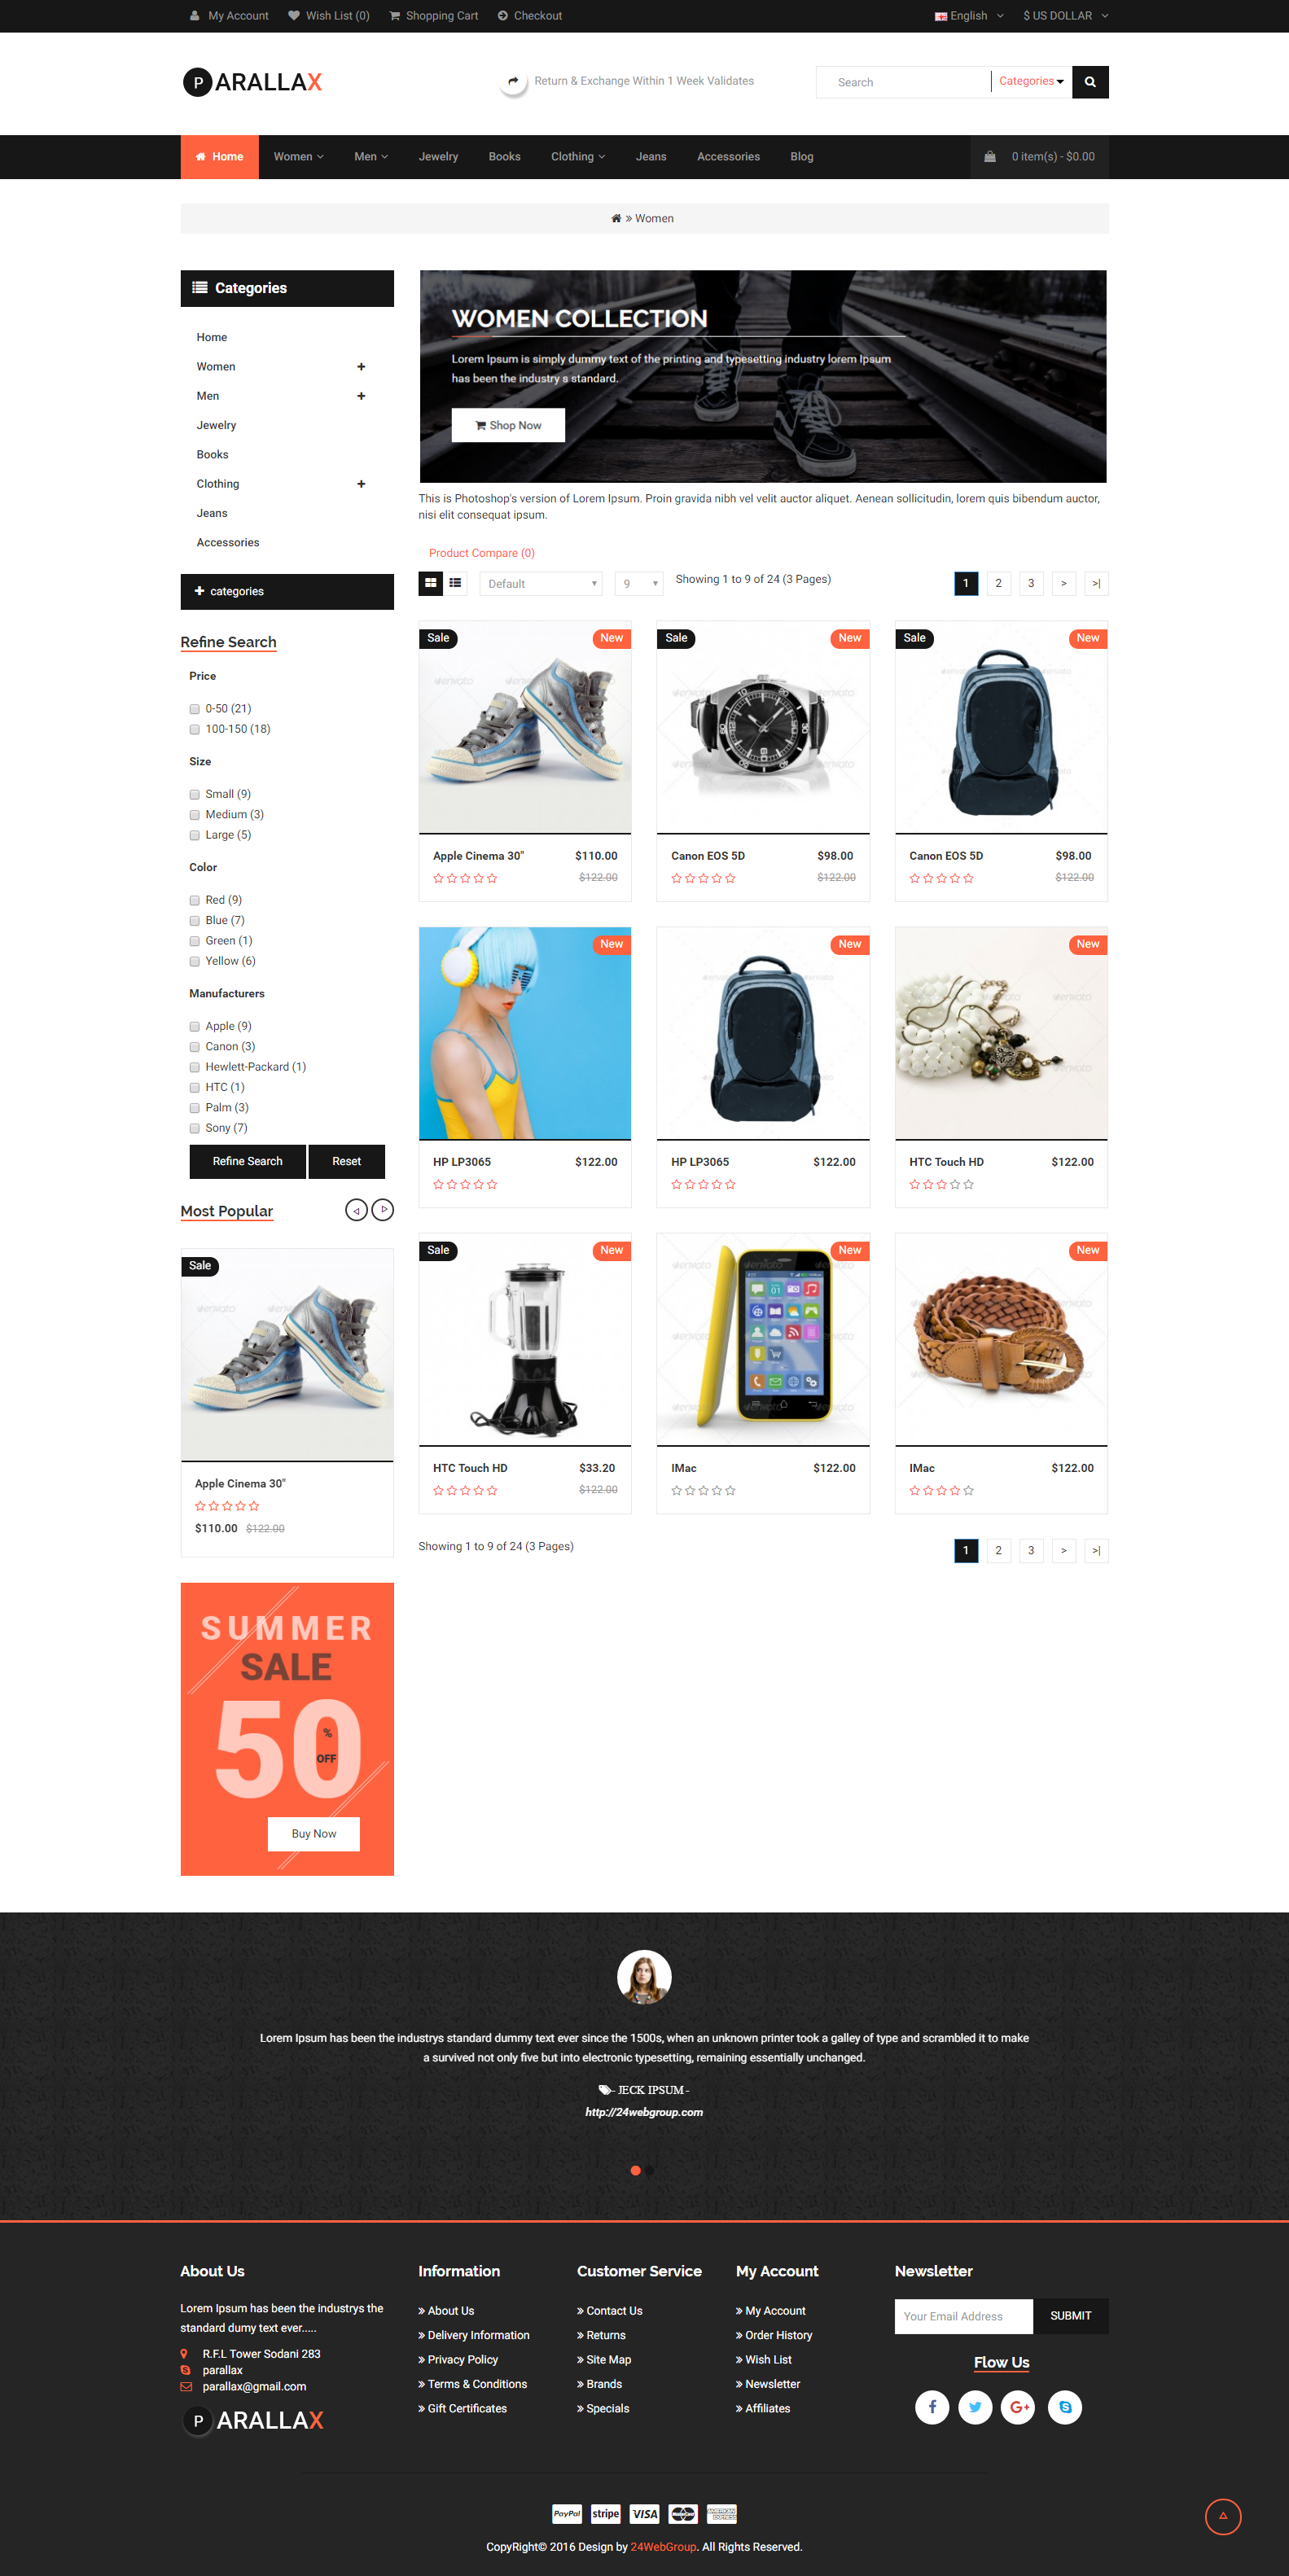 My Account Wish List (0) Shopping Cart Checkout English $ US DOLLAR
PARALLAX Return & Exchange Within 1 Week Validates Search Categories
Home Women Men Jewelry Books Clothing Jeans Accessories Blog 0 item(s) - $0.00
» Women
Categories
Home
Women
Men
Jewelry
Books
Clothing
Jeans
Accessories
categories
Refine Search
Price
0-50 (21)
100-150 (18)
Size
Small (9)
Medium (3)
Large (5)
Color
Red (9)
Blue (7)
Green (1)
Yellow (6)
Manufacturers
Apple (9)
Canon (3)
Hewlett-Packard (1)
HTC (1)
Palm (3)
Sony (7)
Refine Search Reset
Most Popular
Sale
Apple Cinema 30"
$110.00 $122.00
SUMMER
SALE
50
%
OFF
Buy Now
WOMEN COLLECTION
Lorem Ipsum is simply dummy text of the printing and typesetting industry lorem Ipsum
has been the industry s standard.
Shop Now
This is Photoshop's version of Lorem Ipsum. Proin gravida nibh vel velit auctor aliquet. Aenean sollicitudin, lorem quis bibendum auctor,
nisi elit consequat ipsum.
Product Compare (0)
Default 9 Showing 1 to 9 of 24 (3 Pages) 1 2 3 > >|
Sale New Sale New Sale New
Apple Cinema 30" $110.00 Canon EOS 5D $98.00 Canon EOS 5D $98.00
$122.00 $122.00 $122.00
New New New
HP LP3065 $122.00 HP LP3065 $122.00 HTC Touch HD $122.00
Sale New New New
HTC Touch HD $33.20 IMac $122.00 IMac $122.00
$122.00
Showing 1 to 9 of 24 (3 Pages) 1 2 3 > >|
Lorem Ipsum has been the industrys standard dummy text ever since the 1500s, when an unknown printer took a galley of type and scrambled it to make
a survived not only five but into electronic typesetting, remaining essentially unchanged.
- JECK IPSUM -
http://24webgroup.com
About Us
Lorem Ipsum has been the industrys the
standard dumy text ever.....
R.F.L Tower Sodani 283
parallax
parallax@gmail.com
PARALLAX
Information
» About Us
» Delivery Information
» Privacy Policy
» Terms & Conditions
» Gift Certificates
Customer Service
» Contact Us
» Returns
» Site Map
» Brands
» Specials
My Account
» My Account
» Order History
» Wish List
» Newsletter
» Affiliates
Newsletter
Your Email Address SUBMIT
Flow Us
PayPal stripe VISA
CopyRight© 2016 Design by 24WebGroup. All Rights Reserved.